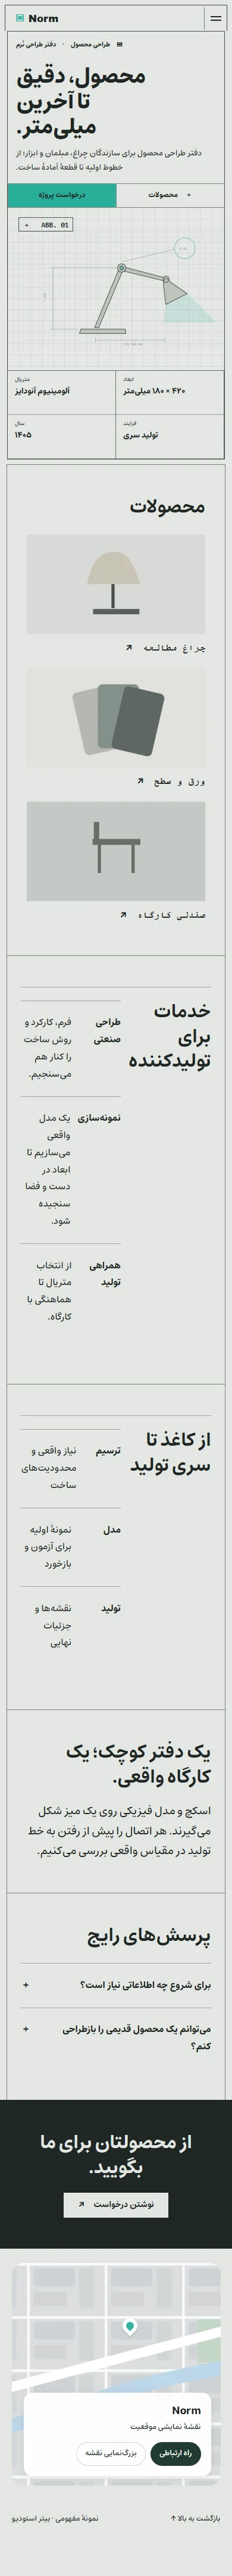 Norm
طراحی محصول · دفتر طراحی نُرم
محصول، دقیق
تا آخرین
میلی‌متر.
دفتر طراحی محصول برای سازندگان چراغ، مبلمان و ابزار؛ از
خطوط اولیه تا قطعهٔ آمادهٔ ساخت.
+ محصولات
درخواست پروژه
+ ABB. 01
ابعاد
۴۲۰ × ۱۸۰ میلی‌متر
متریال
آلومینیوم آنودایز
فرایند
تولید سری
سال
۱۴۰۵
محصولات
چراغ مطالعه ↗
ورق و سطح ↗
صندلی کارگاه ↗
خدمات
برای
تولیدکننده
طراحی
صنعتی
فرم، کارکرد و
روش ساخت
را کنار هم
می‌سنجیم.
نمونه‌سازی
یک مدل
واقعی
می‌سازیم تا
ابعاد در
دست و فضا
سنجیده
شود.
همراهی
تولید
از انتخاب
متریال تا
هماهنگی با
کارگاه.
از کاغذ تا
سری تولید
ترسیم
نیاز واقعی و
محدودیت‌های
ساخت
مدل
نمونهٔ اولیه
برای آزمون و
بازخورد
تولید
نقشه‌ها و
جزئیات
نهایی
یک دفتر کوچک؛ یک
کارگاه واقعی.
اسکچ و مدل فیزیکی روی یک میز شکل
می‌گیرند. هر اتصال را پیش از رفتن به خط
تولید در مقیاس واقعی بررسی می‌کنیم.
پرسش‌های رایج
برای شروع چه اطلاعاتی نیاز است؟ +
می‌توانم یک محصول قدیمی را بازطراحی +
کنم؟
از محصولتان برای ما
بگویید.
نوشتن درخواست ↗
Norm
نقشهٔ نمایشی موقعیت
راه ارتباطی
بزرگ‌نمایی نقشه
بازگشت به بالا ↑
نمونهٔ مفهومی · بیتر استودیو